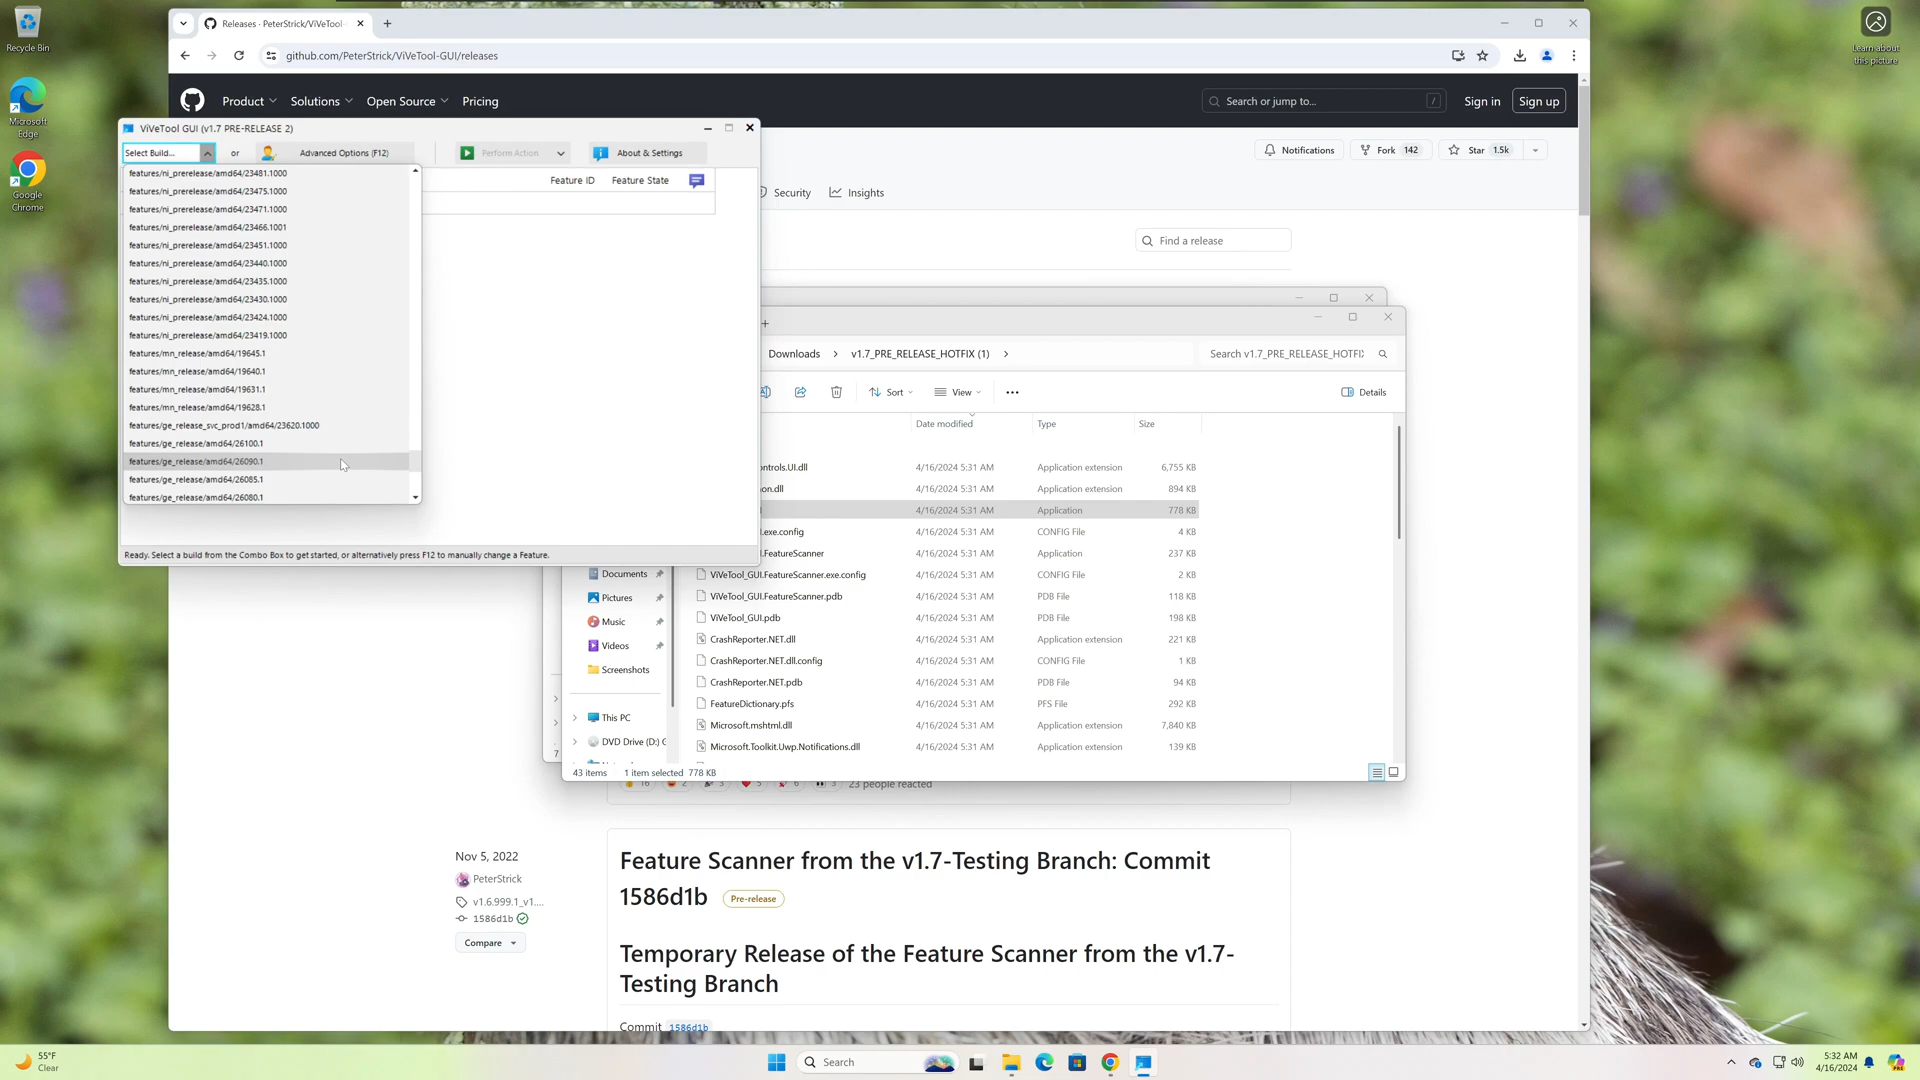 Recycle Bin
Microsoft
Edge
Google
Chrome
Learn about
this picture
Releases · PeterStrick/ViVeTool-
github.com/PeterStrick/ViVeTool-GUI/releases
Product
Solutions
Open Source
Pricing
Search or jump to...
/
Sign in
Sign up
Notifications
Fork 142
Star 1.5k
Security
Insights
Find a release
ViVeTool GUI (v1.7 PRE-RELEASE 2)
Select Build...
or
Advanced Options (F12)
Perform Action
About & Settings
Feature ID
Feature State
features/ni_prerelease/amd64/23481.1000
features/ni_prerelease/amd64/23475.1000
features/ni_prerelease/amd64/23471.1000
features/ni_prerelease/amd64/23466.1001
features/ni_prerelease/amd64/23451.1000
features/ni_prerelease/amd64/23440.1000
features/ni_prerelease/amd64/23435.1000
features/ni_prerelease/amd64/23430.1000
features/ni_prerelease/amd64/23424.1000
features/ni_prerelease/amd64/23419.1000
features/mn_release/amd64/19645.1
features/mn_release/amd64/19640.1
features/mn_release/amd64/19631.1
features/mn_release/amd64/19628.1
features/ge_release_svc_prod1/amd64/23620.1000
features/ge_release/amd64/26100.1
features/ge_release/amd64/26090.1
features/ge_release/amd64/26085.1
features/ge_release/amd64/26080.1
Ready. Select a build from the Combo Box to get started, or alternatively press F12 to manually change a Feature.
Downloads
v1.7_PRE_RELEASE_HOTFIX (1)
Search v1.7_PRE_RELEASE_HOTFI
Sort
View
Details
Date modified
Type
Size
ontrols.UI.dll 4/16/2024 5:31 AM Application extension 6,755 KB
on.dll 4/16/2024 5:31 AM Application extension 894 KB
4/16/2024 5:31 AM Application 778 KB
.exe.config 4/16/2024 5:31 AM CONFIG File 4 KB
I.FeatureScanner 4/16/2024 5:31 AM Application 237 KB
ViVeTool_GUI.FeatureScanner.exe.config 4/16/2024 5:31 AM CONFIG File 2 KB
ViVeTool_GUI.FeatureScanner.pdb 4/16/2024 5:31 AM PDB File 118 KB
ViVeTool_GUI.pdb 4/16/2024 5:31 AM PDB File 198 KB
CrashReporter.NET.dll 4/16/2024 5:31 AM Application extension 221 KB
CrashReporter.NET.dll.config 4/16/2024 5:31 AM CONFIG File 1 KB
CrashReporter.NET.pdb 4/16/2024 5:31 AM PDB File 94 KB
FeatureDictionary.pfs 4/16/2024 5:31 AM PFS File 292 KB
Microsoft.mshtml.dll 4/16/2024 5:31 AM Application extension 7,840 KB
Microsoft.Toolkit.Uwp.Notifications.dll 4/16/2024 5:31 AM Application extension 139 KB
Documents
Pictures
Music
Videos
Screenshots
This PC
DVD Drive (D:)
7
43 items
1 item selected 778 KB
23 people reacted
Nov 5, 2022
PeterStrick
v1.6.999.1_v1....
1586d1b
Compare
Feature Scanner from the v1.7-Testing Branch: Commit
1586d1b
Pre-release
Temporary Release of the Feature Scanner from the v1.7-
Testing Branch
Commit 1586d1b
55°F
Clear
Search
5:32 AM
4/16/2024